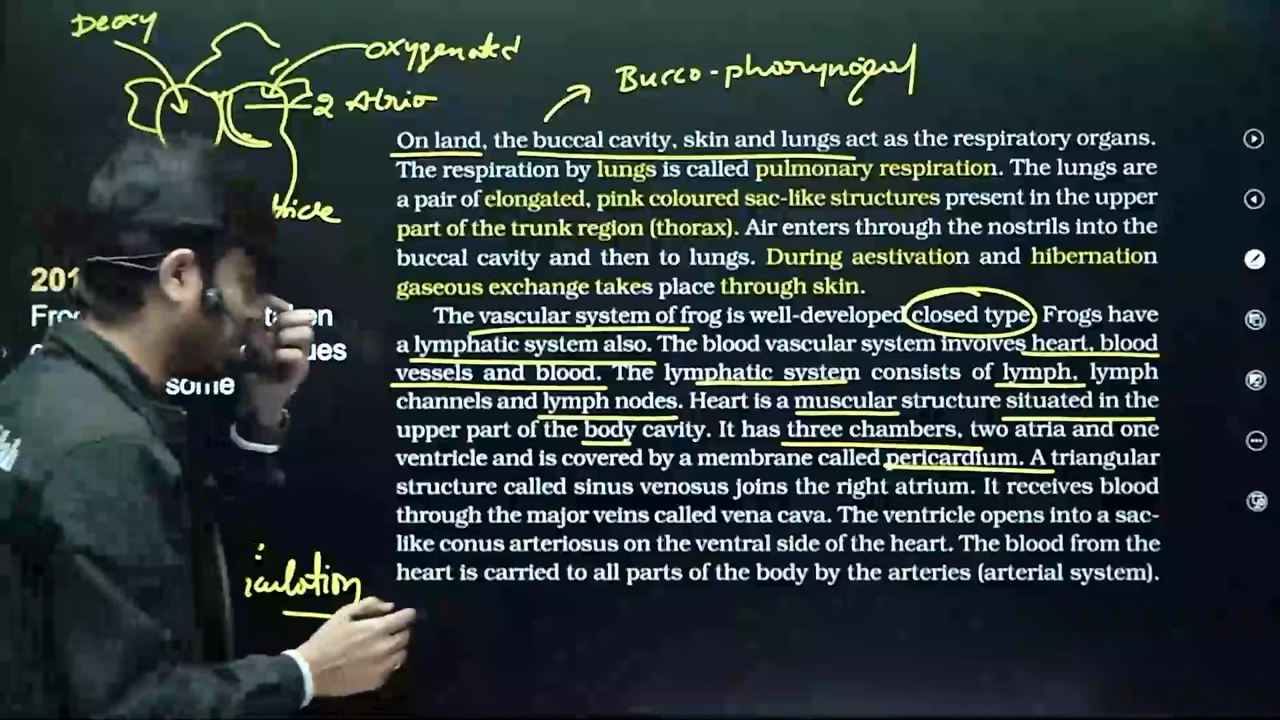 Deoxy
oxygenated
2 Atria
Bucco-pharyngeal
On land, the buccal cavity, skin and lungs act as the respiratory organs.
The respiration by lungs is called pulmonary respiration. The lungs are
a pair of elongated, pink coloured sac-like structures present in the upper
part of the trunk region (thorax). Air enters through the nostrils into the
buccal cavity and then to lungs. During aestivation and hibernation
gaseous exchange takes place through skin.
The vascular system of frog is well-developed closed type. Frogs have
a lymphatic system also. The blood vascular system involves heart, blood
vessels and blood. The lymphatic system consists of lymph, lymph
channels and lymph nodes. Heart is a muscular structure situated in the
upper part of the body cavity. It has three chambers, two atria and one
ventricle and is covered by a membrane called pericardium. A triangular
structure called sinus venosus joins the right atrium. It receives blood
through the major veins called vena cava. The ventricle opens into a sac-
like conus arteriosus on the ventral side of the heart. The blood from the
heart is carried to all parts of the body by the arteries (arterial system).
201
some